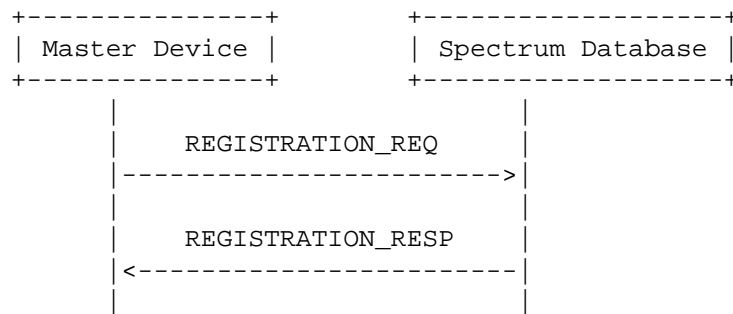 Master Device Spectrum Database
REGISTRATION_REQ
REGISTRATION_RESP